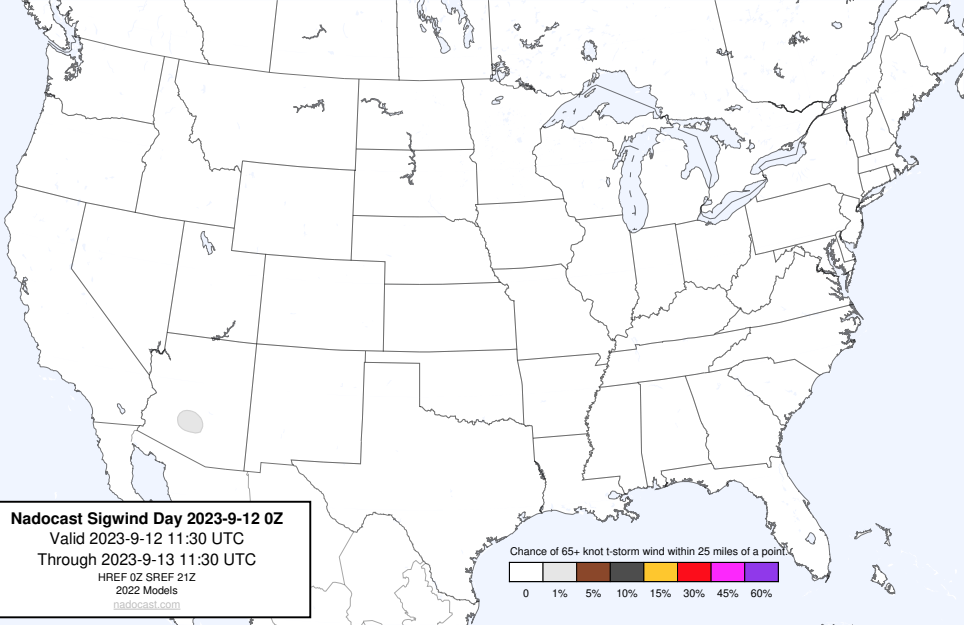 Nadocast Sigwind Day 2023-9-12 0Z
Valid 2023-9-12 11:30 UTC
Through 2023-9-13 11:30 UTC
HREF 0Z SREF 21Z
2022 Models
nadocast.com
Chance of 65+ knot t-storm wind within 25 miles of a point.
0 1% 5% 10% 15% 30% 45% 60%